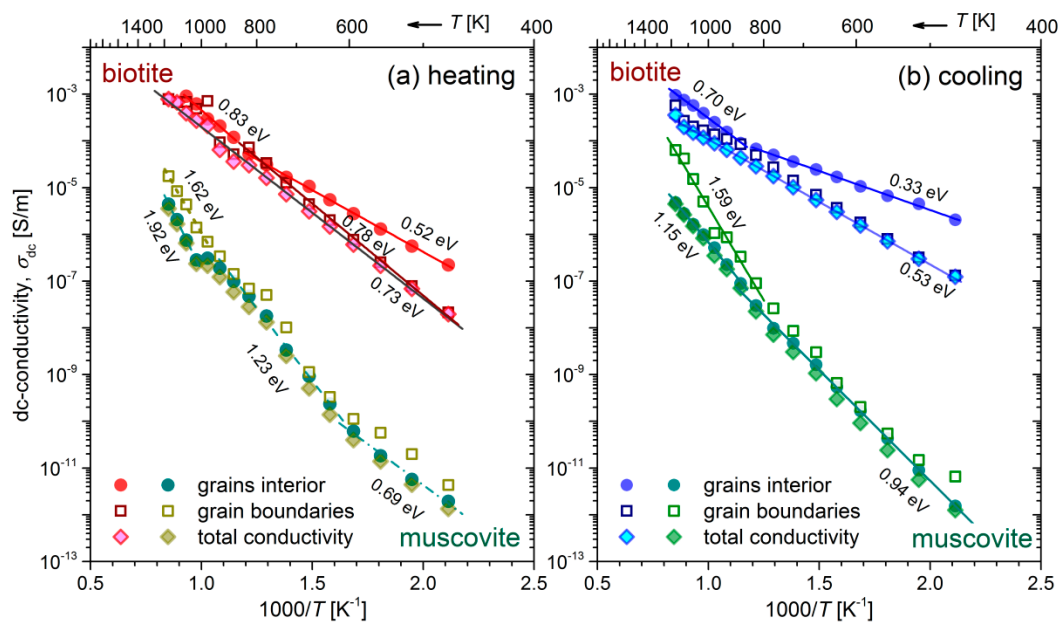 1200 1000 800 600 T [K] 400
1200 1000 800 600 T [K] 400
biotite (a) heating
biotite (b) cooling
dc-conductivity, σdc [S/m]
10⁻³
10⁻⁵
10⁻⁷
10⁻⁹
10⁻¹¹
10⁻¹³
0.83 eV
0.52 eV
0.78 eV
0.73 eV
1.62 eV
1.92 eV
1.23 eV
0.69 eV
grains interior
grain boundaries
total conductivity
muscovite
0.70 eV
0.33 eV
1.59 eV
0.53 eV
1.15 eV
0.94 eV
grains interior
grain boundaries
total conductivity
muscovite
0.5 1.0 1.5 2.0 2.5
0.5 1.0 1.5 2.0 2.5
1000/T [K⁻¹]
1000/T [K⁻¹]